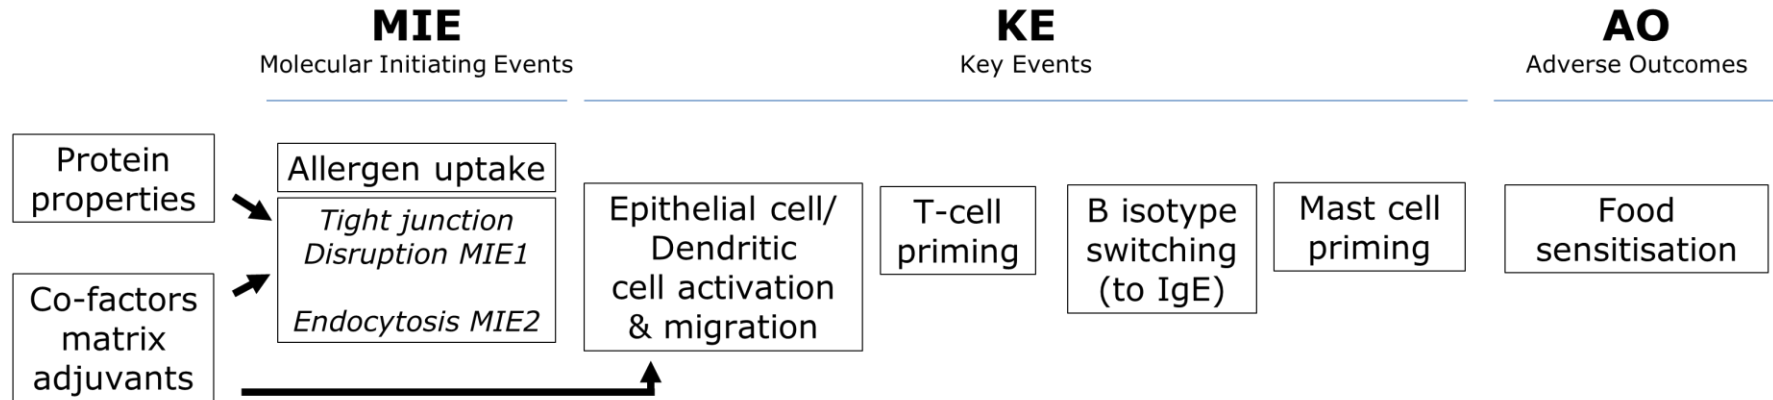 MIE
Molecular Initiating Events
KE
Key Events
AO
Adverse Outcomes
Protein
properties
Co-factors
matrix
adjuvants
Allergen uptake
Tight junction
Disruption MIE1
Endocytosis MIE2
Epithelial cell/
Dendritic
cell activation
& migration
T-cell
priming
B isotype
switching
(to IgE)
Mast cell
priming
Food
sensitisation